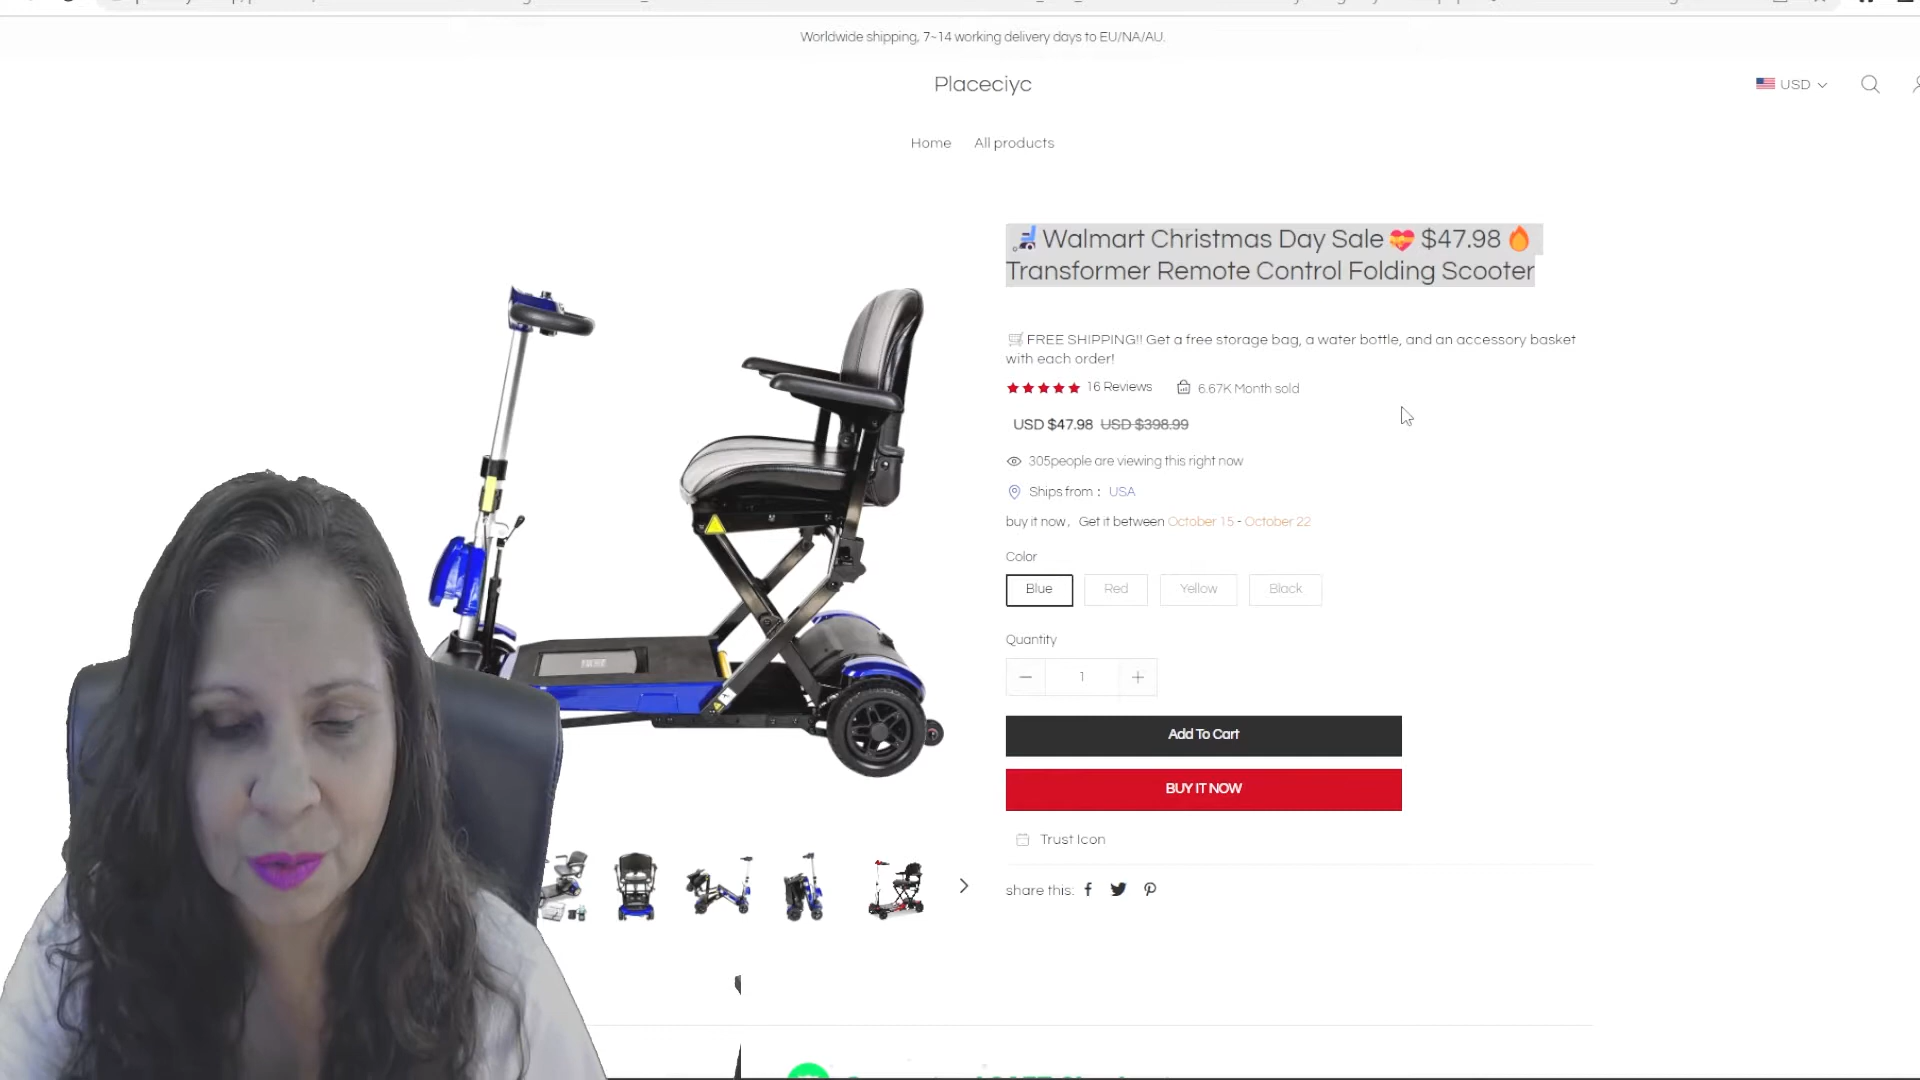 Worldwide shipping, 7~14 working delivery days to EU/NA/AU.
Placeciyc
USD
Home All products
Walmart Christmas Day Sale 💝 $47.98 🔥
Transformer Remote Control Folding Scooter
FREE SHIPPING!! Get a free storage bag, a water bottle, and an accessory basket
with each order!
16 Reviews 6.67K Month sold
USD $47.98 USD $398.99
305people are viewing this right now
Ships from : USA
buy it now, Get it between October 15 - October 22
Color
Blue Red Yellow Black
Quantity
− 1 +
Add To Cart
BUY IT NOW
Trust Icon
share this: